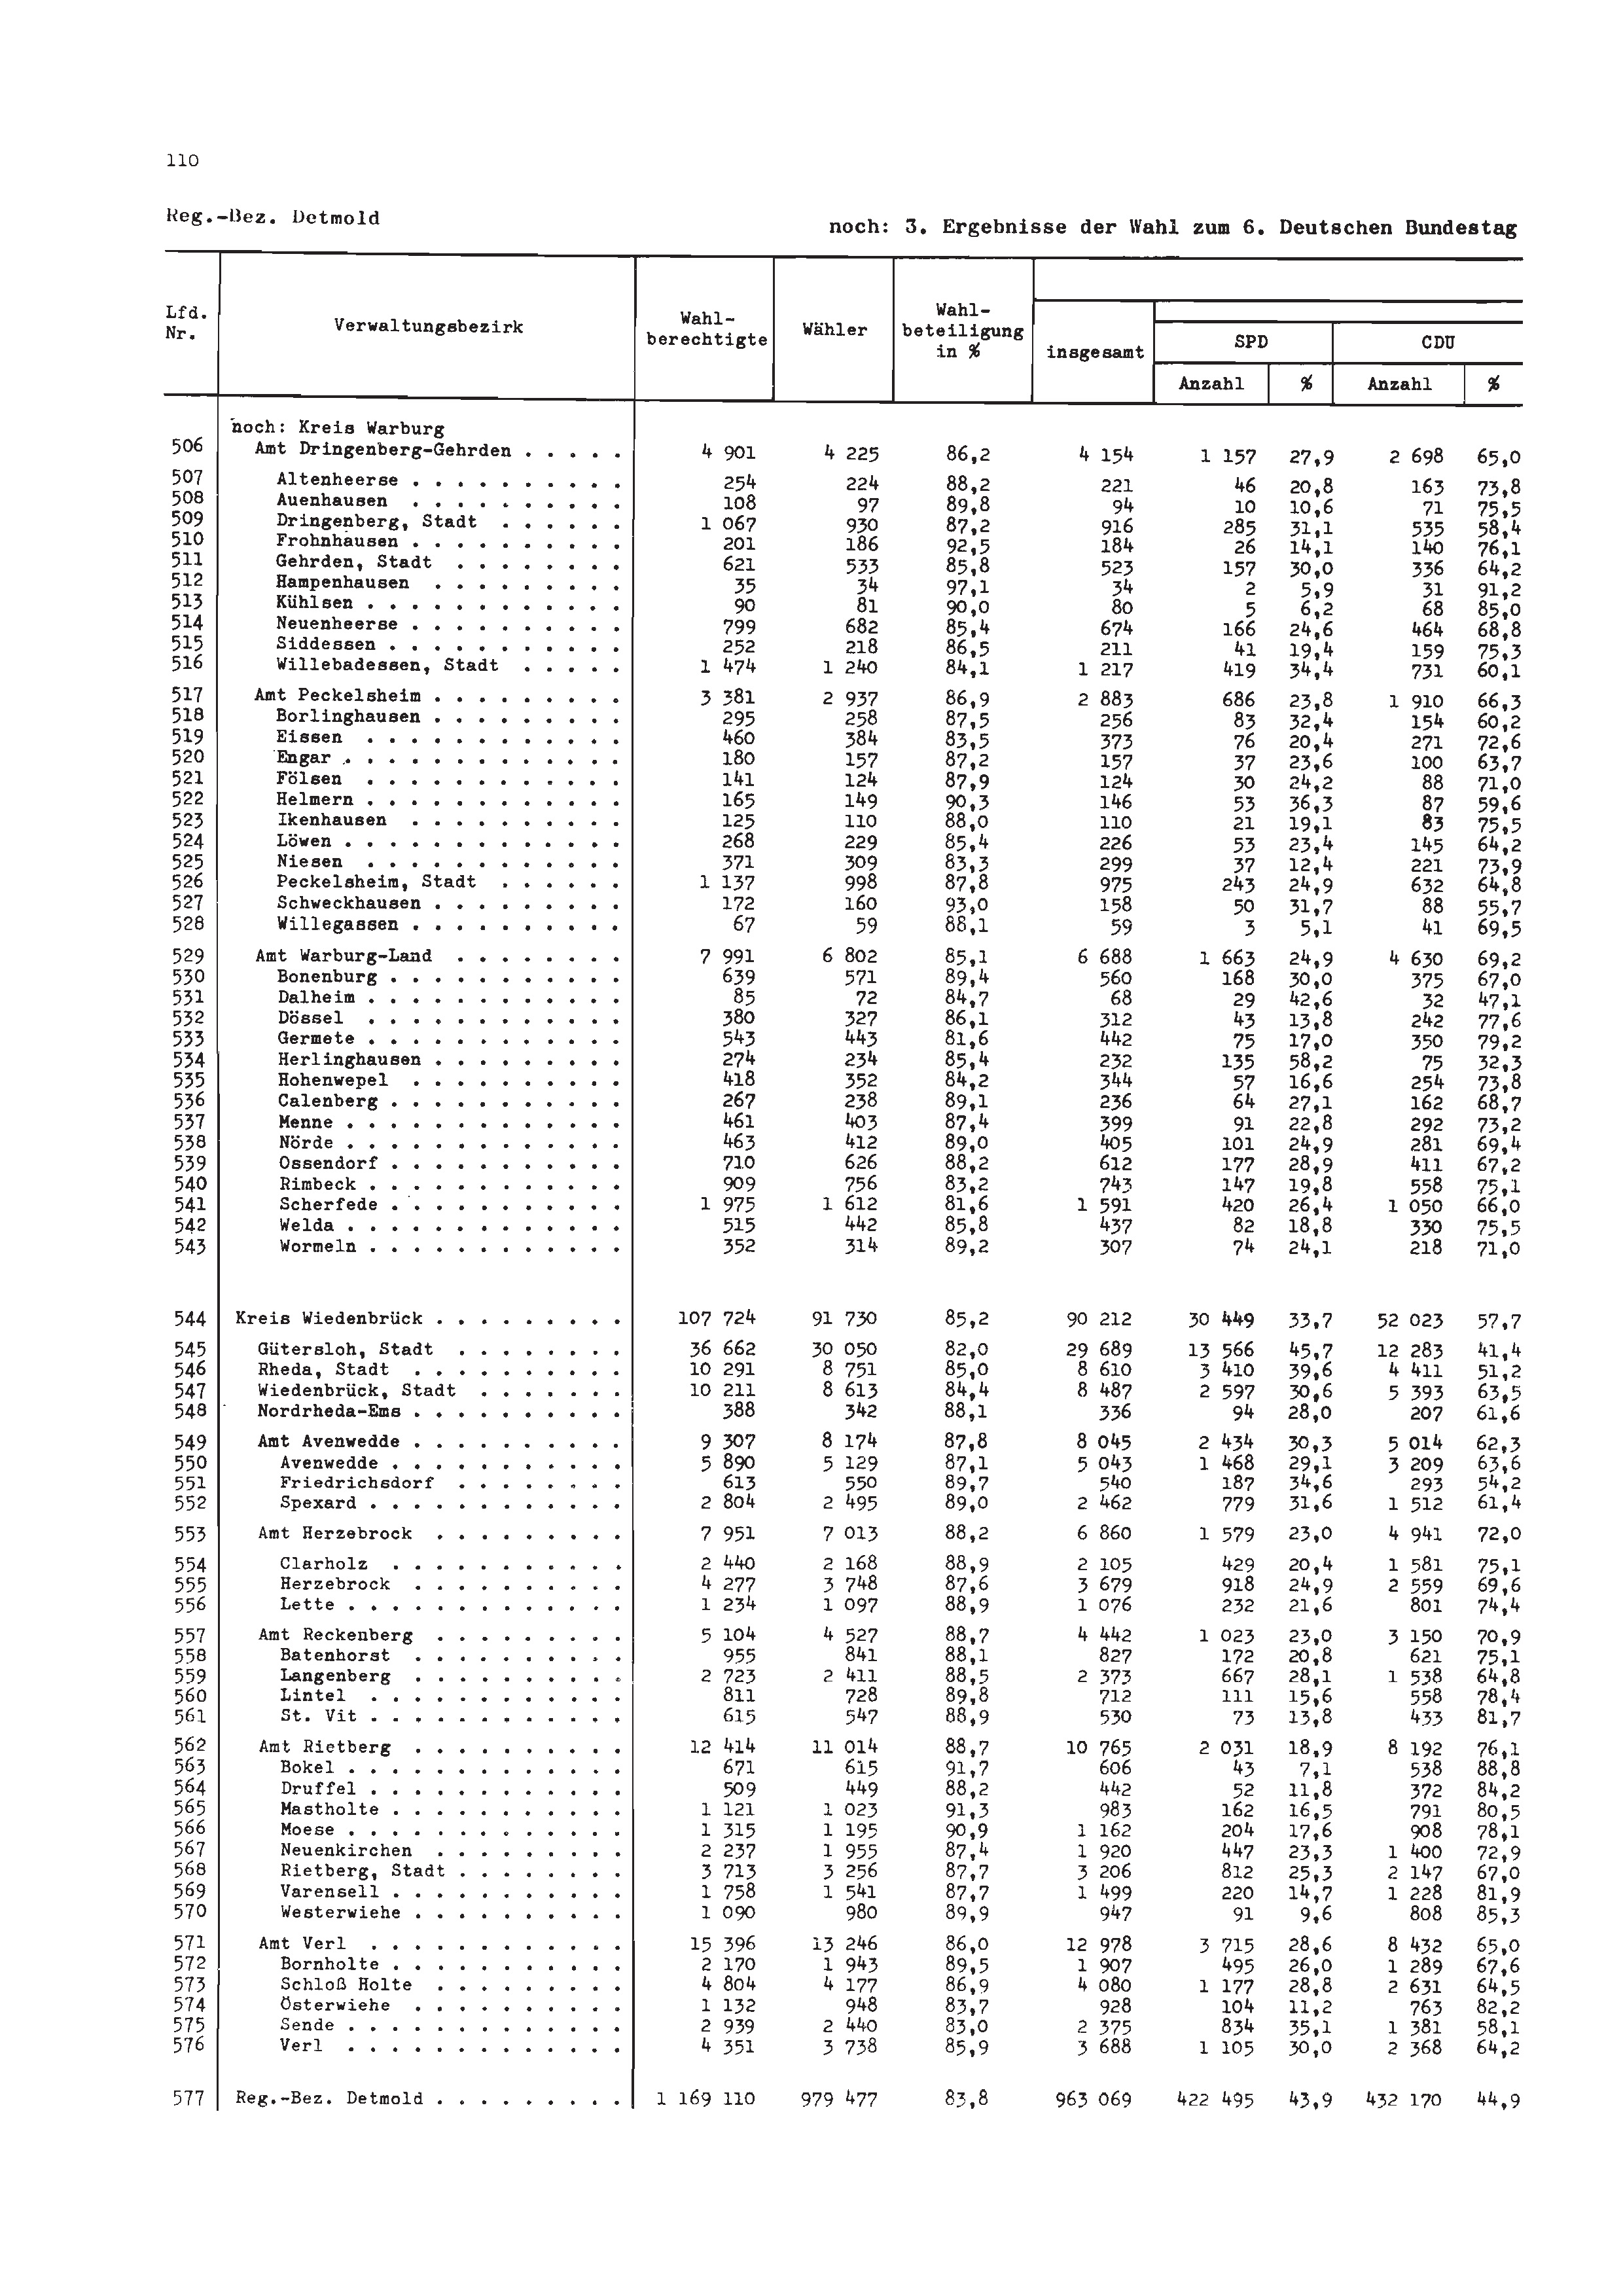 110
Reg.-Bez. Detmold
noch: 3. Ergebnisse der Wahl zum 6. Deutschen Bundestag
Lfd. Nr. Verwaltungsbezirk Wahl-berechtigte Wähler Wahl-beteiligung in % insgesamt SPD CDU
Anzahl % Anzahl %
noch: Kreis Warburg
506 Amt Dringenberg-Gehrden . . . . . 4 901 4 225 86,2 4 154 1 157 27,9 2 698 65,0
507 Altenheerse . . . . . . . . . . 254 224 88,2 221 46 20,8 163 73,8
508 Auenhausen . . . . . . . . . . 108 97 89,8 94 10 10,6 71 75,5
509 Dringenberg, Stadt . . . . . . 1 067 930 87,2 916 285 31,1 535 58,4
510 Frohnhausen . . . . . . . . . . 201 186 92,5 184 26 14,1 140 76,1
511 Gehrden, Stadt . . . . . . . . 621 533 85,8 523 157 30,0 336 64,2
512 Hampenhausen . . . . . . . . . 35 34 97,1 34 2 5,9 31 91,2
513 Kühlsen . . . . . . . . . . . . 90 81 90,0 80 5 6,2 68 85,0
514 Neuenheerse . . . . . . . . . . 799 682 85,4 674 166 24,6 464 68,8
515 Siddessen . . . . . . . . . . . 252 218 86,5 211 41 19,4 159 75,3
516 Willebadessen, Stadt . . . . . 1 474 1 240 84,1 1 217 419 34,4 731 60,1
517 Amt Peckelsheim . . . . . . . . . 3 381 2 937 86,9 2 883 686 23,8 1 910 66,3
518 Borlinghausen . . . . . . . . . 295 258 87,5 256 83 32,4 154 60,2
519 Eissen . . . . . . . . . . . . 460 384 83,5 373 76 20,4 271 72,6
520 Engar . . . . . . . . . . . . . 180 157 87,2 157 37 23,6 100 63,7
521 Fölsen . . . . . . . . . . . . 141 124 87,9 124 30 24,2 88 71,0
522 Helmern . . . . . . . . . . . . 165 149 90,3 146 53 36,3 87 59,6
523 Ikenhausen . . . . . . . . . . 125 110 88,0 110 21 19,1 83 75,5
524 Löwen . . . . . . . . . . . . . 268 229 85,4 226 53 23,4 145 64,2
525 Niesen . . . . . . . . . . . . 371 309 83,3 299 37 12,4 221 73,9
526 Peckelsheim, Stadt . . . . . . 1 137 998 87,8 975 243 24,9 632 64,8
527 Schweckhausen . . . . . . . . . 172 160 93,0 158 50 31,7 88 55,7
528 Willegassen . . . . . . . . . . 67 59 88,1 59 3 5,1 41 69,5
529 Amt Warburg-Land . . . . . . . . 7 991 6 802 85,1 6 688 1 663 24,9 4 630 69,2
530 Bonenburg . . . . . . . . . . . 639 571 89,4 560 168 30,0 375 67,0
531 Dalheim . . . . . . . . . . . . 85 72 84,7 68 29 42,6 32 47,1
532 Dössel . . . . . . . . . . . . 380 327 86,1 312 43 13,8 242 77,6
533 Germete . . . . . . . . . . . . 543 443 81,6 442 75 17,0 350 79,2
534 Herlinghausen . . . . . . . . . 274 234 85,4 232 135 58,2 75 32,3
535 Hohenwepel . . . . . . . . . . 418 352 84,2 344 57 16,6 254 73,8
536 Calenberg . . . . . . . . . . . 267 238 89,1 236 64 27,1 162 68,7
537 Menne . . . . . . . . . . . . . 461 403 87,4 399 91 22,8 292 73,2
538 Nörde . . . . . . . . . . . . . 463 412 89,0 405 101 24,9 281 69,4
539 Ossendorf . . . . . . . . . . . 710 626 88,2 612 177 28,9 411 67,2
540 Rimbeck . . . . . . . . . . . . 909 756 83,2 743 147 19,8 558 75,1
541 Scherfede . . . . . . . . . . . 1 975 1 612 81,6 1 591 420 26,4 1 050 66,0
542 Welda . . . . . . . . . . . . . 515 442 85,8 437 82 18,8 330 75,5
543 Wormeln . . . . . . . . . . . . 352 314 89,2 307 74 24,1 218 71,0
544 Kreis Wiedenbrück . . . . . . . . . 107 724 91 730 85,2 90 212 30 449 33,7 52 023 57,7
545 Gütersloh, Stadt . . . . . . . . 36 662 30 050 82,0 29 689 13 566 45,7 12 283 41,4
546 Rheda, Stadt . . . . . . . . . . 10 291 8 751 85,0 8 610 3 410 39,6 4 411 51,2
547 Wiedenbrück, Stadt . . . . . . . 10 211 8 613 84,4 8 487 2 597 30,6 5 393 63,5
548 Nordrheda-Ems . . . . . . . . . . 388 342 88,1 336 94 28,0 207 61,6
549 Amt Avenwedde . . . . . . . . . . 9 307 8 174 87,8 8 045 2 434 30,3 5 014 62,3
550 Avenwedde . . . . . . . . . . . 5 890 5 129 87,1 5 043 1 468 29,1 3 209 63,6
551 Friedrichsdorf . . . . . . . . 613 550 89,7 540 187 34,6 293 54,2
552 Spexard . . . . . . . . . . . . 2 804 2 495 89,0 2 462 779 31,6 1 512 61,4
553 Amt Herzebrock . . . . . . . . . 7 951 7 013 88,2 6 860 1 579 23,0 4 941 72,0
554 Clarholz . . . . . . . . . . . 2 440 2 168 88,9 2 105 429 20,4 1 581 75,1
555 Herzebrock . . . . . . . . . . 4 277 3 748 87,6 3 679 918 24,9 2 559 69,6
556 Lette . . . . . . . . . . . . . 1 234 1 097 88,9 1 076 232 21,6 801 74,4
557 Amt Reckenberg . . . . . . . . . 5 104 4 527 88,7 4 442 1 023 23,0 3 150 70,9
558 Batenhorst . . . . . . . . . . 955 841 88,1 827 172 20,8 621 75,1
559 Langenberg . . . . . . . . . . 2 723 2 411 88,5 2 373 667 28,1 1 538 64,8
560 Lintel . . . . . . . . . . . . 811 728 89,8 712 111 15,6 558 78,4
561 St. Vit . . . . . . . . . . . . 615 547 88,9 530 73 13,8 433 81,7
562 Amt Rietberg . . . . . . . . . . 12 414 11 014 88,7 10 765 2 031 18,9 8 192 76,1
563 Bokel . . . . . . . . . . . . . 671 615 91,7 606 43 7,1 538 88,8
564 Druffel . . . . . . . . . . . . 509 449 88,2 442 52 11,8 372 84,2
565 Mastholte . . . . . . . . . . . 1 121 1 023 91,3 983 162 16,5 791 80,5
566 Moese . . . . . . . . . . . . . 1 315 1 195 90,9 1 162 204 17,6 908 78,1
567 Neuenkirchen . . . . . . . . . 2 237 1 955 87,4 1 920 447 23,3 1 400 72,9
568 Rietberg, Stadt . . . . . . . . 3 713 3 256 87,7 3 206 812 25,3 2 147 67,0
569 Varensell . . . . . . . . . . . 1 758 1 541 87,7 1 499 220 14,7 1 228 81,9
570 Westerwiehe . . . . . . . . . . 1 090 980 89,9 947 91 9,6 808 85,3
571 Amt Verl . . . . . . . . . . . . 15 396 13 246 86,0 12 978 3 715 28,6 8 432 65,0
572 Bornholte . . . . . . . . . . . 2 170 1 943 89,5 1 907 495 26,0 1 289 67,6
573 Schloß Holte . . . . . . . . . 4 804 4 177 86,9 4 080 1 177 28,8 2 631 64,5
574 Österwiehe . . . . . . . . . . 1 132 948 83,7 928 104 11,2 763 82,2
575 Sende . . . . . . . . . . . . . 2 939 2 440 83,0 2 375 834 35,1 1 381 58,1
576 Verl . . . . . . . . . . . . . 4 351 3 738 85,9 3 688 1 105 30,0 2 368 64,2
577 Reg.-Bez. Detmold . . . . . . . . . 1 169 110 979 477 83,8 963 069 422 495 43,9 432 170 44,9